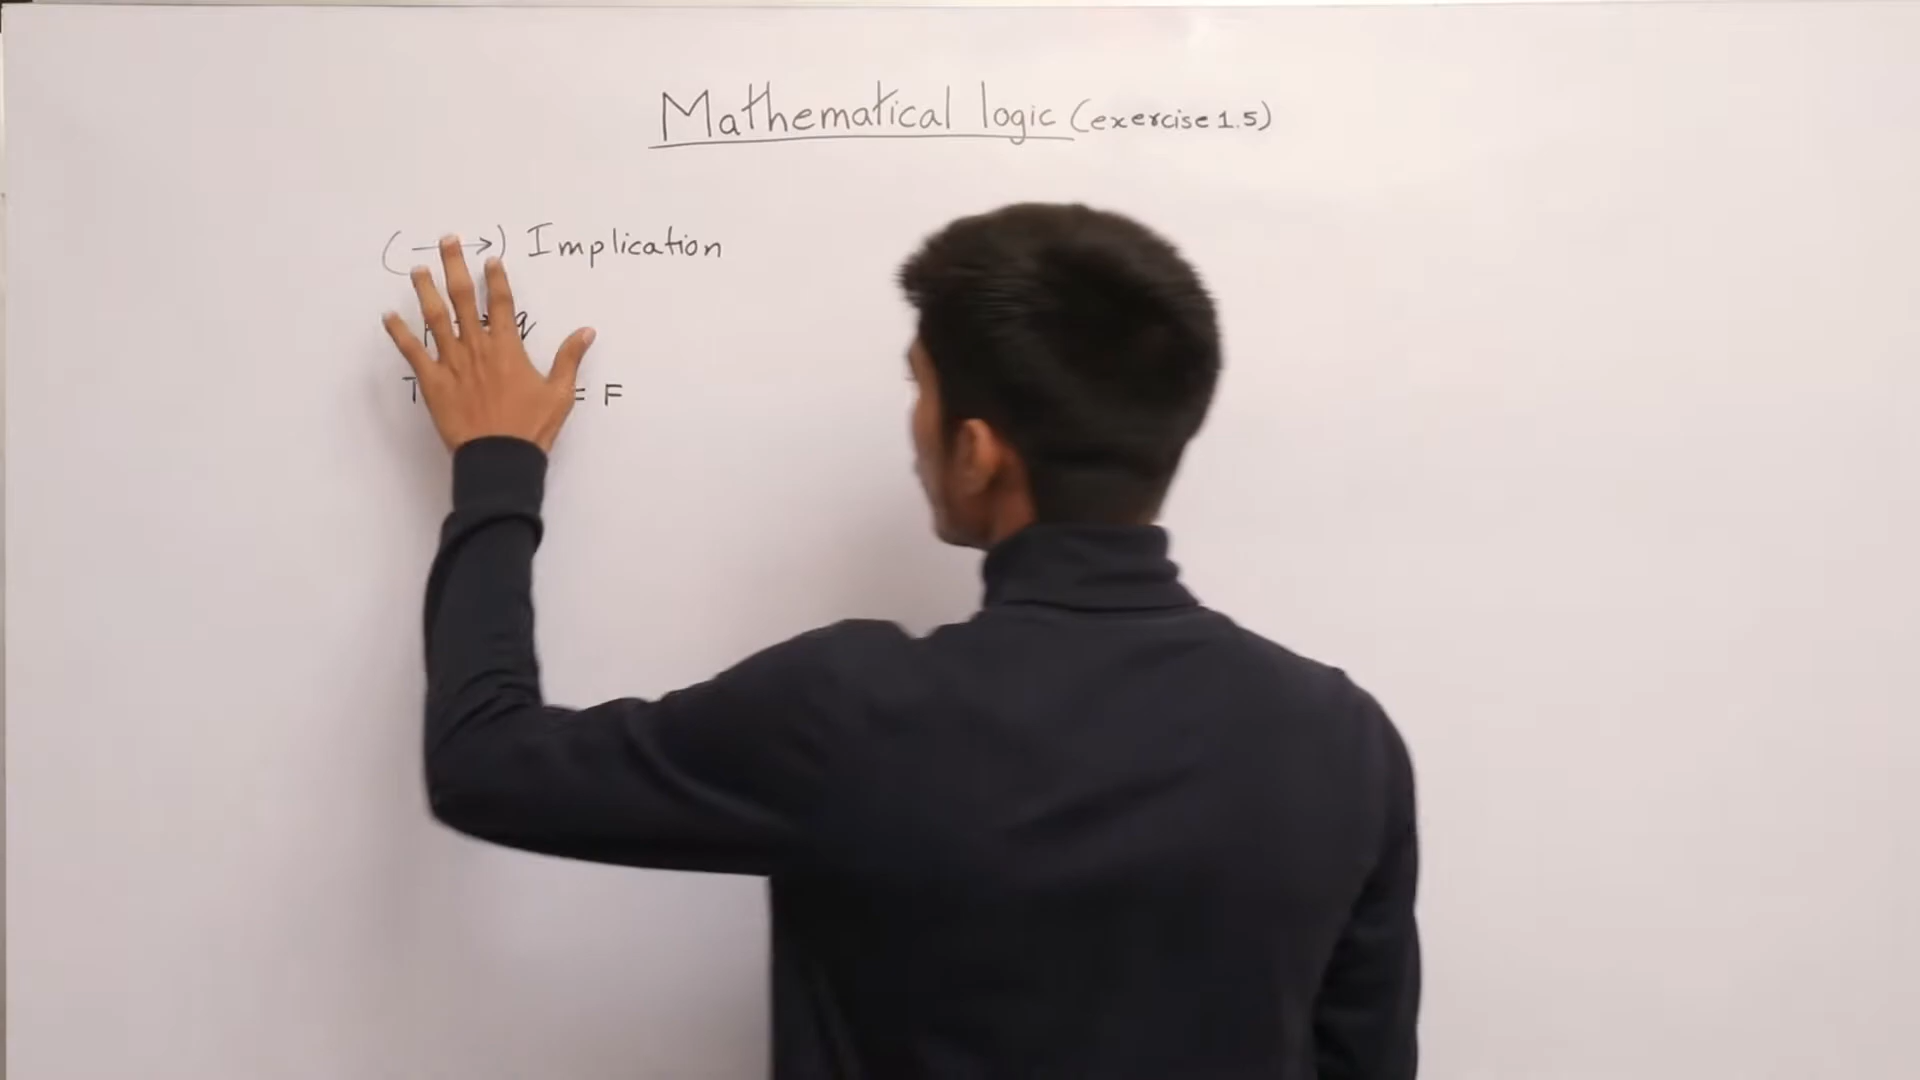 Mathematical logic (exercise 1.5)
(→) Implication
p → q
T = F